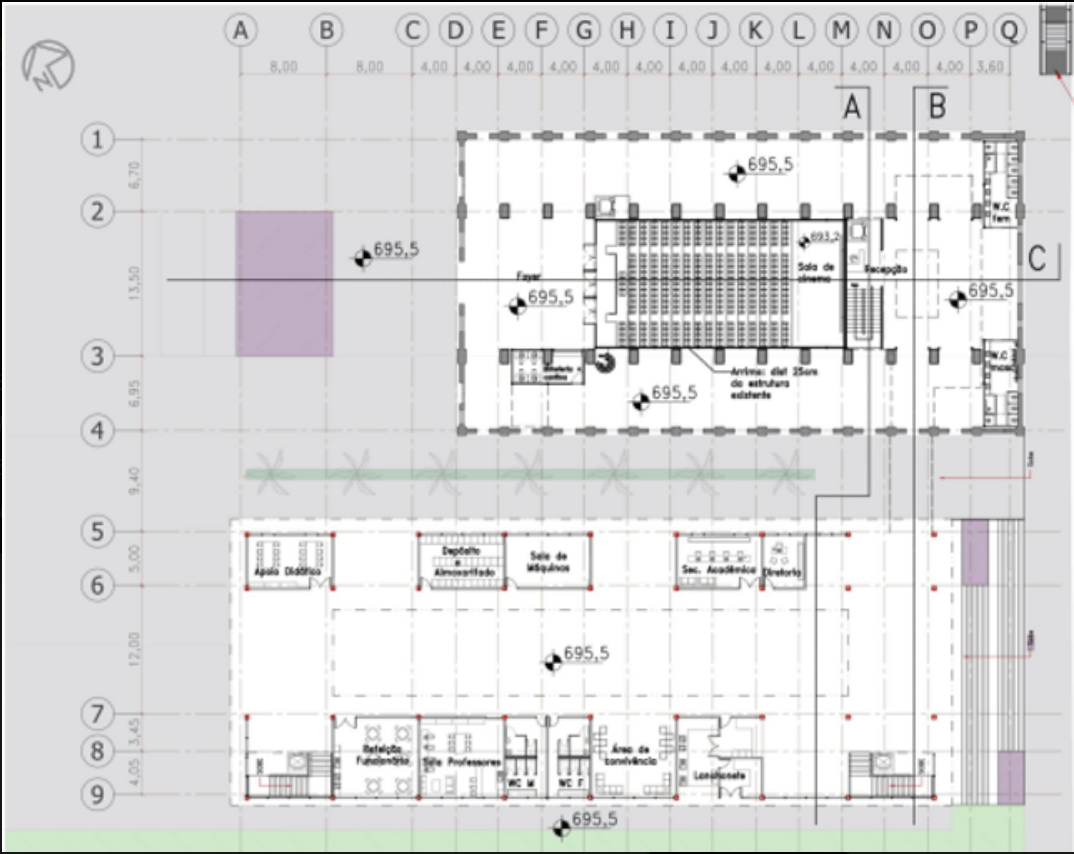 A B C D E F G H I J K L M N O P Q
8,00 8,00 4,00 4,00 4,00 4,00 4,00 4,00 4,00 4,00 4,00 4,00 4,00 4,00 4,00 3,60
N
A B
1
6,70
695,5
2
W.C
fem
13,50
695,5
693,2
C
Foyer
Sala de
cinema
Recepção
695,5
695,5
3
W.C
masc
Bilheteria e
Arrimo: dist 25cm
da estrutura
existente
6,95
695,5
4
9,40
5
5,00
Apoio Didático
Depósito
e
Almoxarifado
Sala de
Máquinas
Sec. Acadêmica
Diretoria
6
12,00
695,5
7
3,45
8
Refeição
Funcionário
Sala Professores
Área de
convivência
Lanchonete
4,05
WC M
WC F
9
695,5